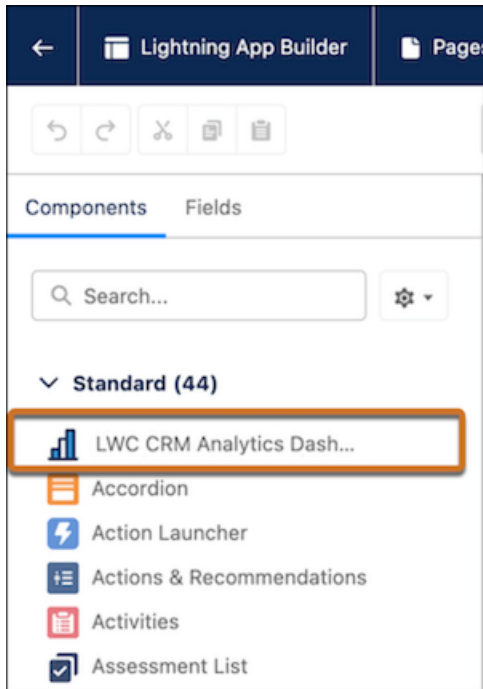 Lightning App Builder
Pages
Components Fields
Search...
Standard (44)
LWC CRM Analytics Dash...
Accordion
Action Launcher
Actions & Recommendations
Activities
Assessment List